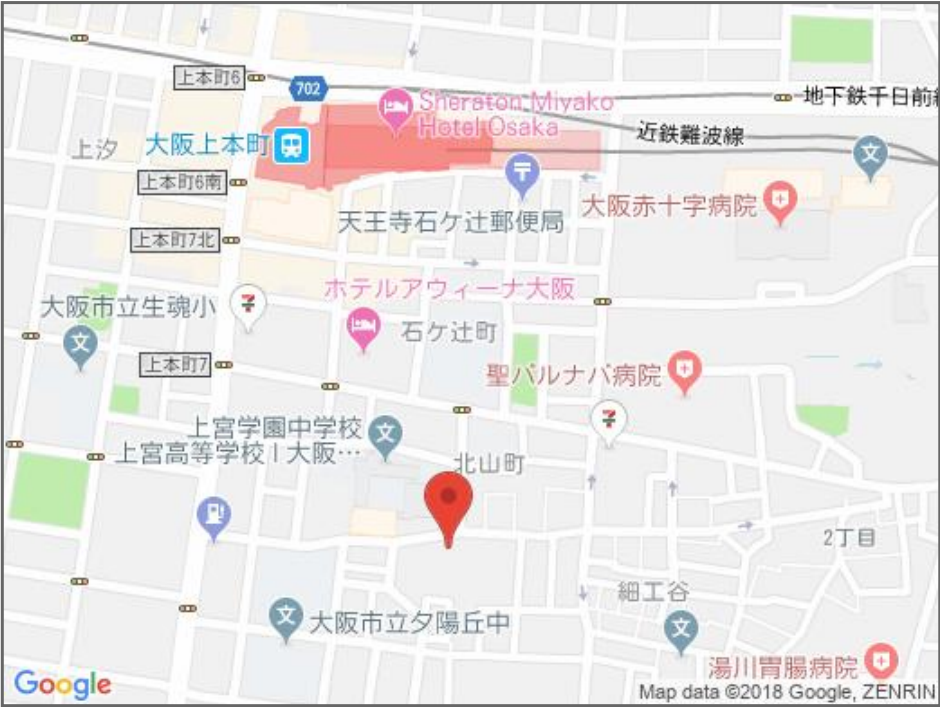 上本町6
702
Sheraton Miyako
Hotel Osaka
地下鉄千日前線
近鉄難波線
上汐
大阪上本町
上本町6南
天王寺石ケ辻郵便局
大阪赤十字病院
上本町7北
ホテルアウィーナ大阪
大阪市立生魂小
石ケ辻町
上本町7
聖バルナバ病院
上宮学園中学校
上宮高等学校 | 大阪…
北山町
2丁目
細工谷
大阪市立夕陽丘中
湯川胃腸病院
Google
Map data ©2018 Google, ZENRIN